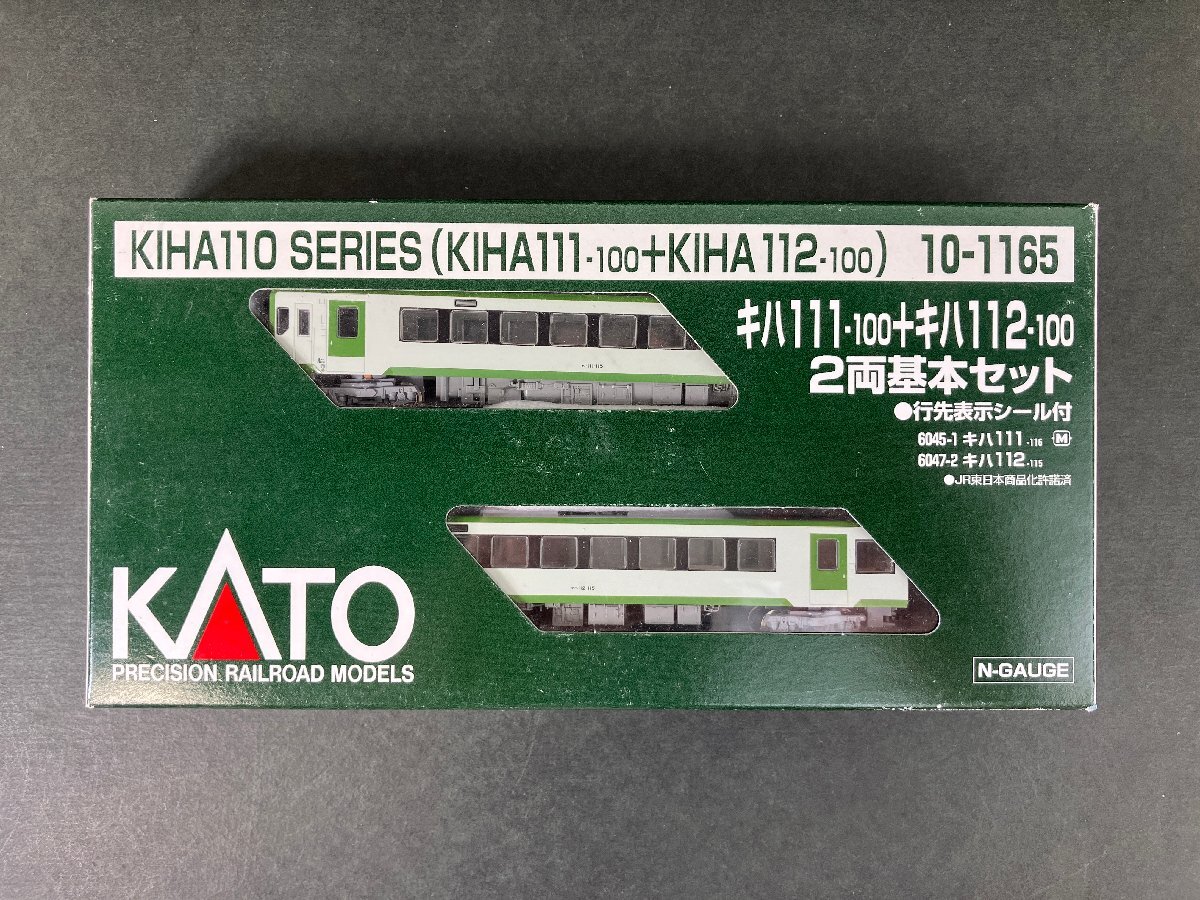 KIHA110 SERIES (KIHA111-100+KIHA112-100) 10-1165
キハ111-100+キハ112-100
2両基本セット
●行先表示シール付
6045-1 キハ111-116 M
6047-2 キハ112-115
●JR東日本商品化許諾済
KATO
PRECISION RAILROAD MODELS
N-GAUGE